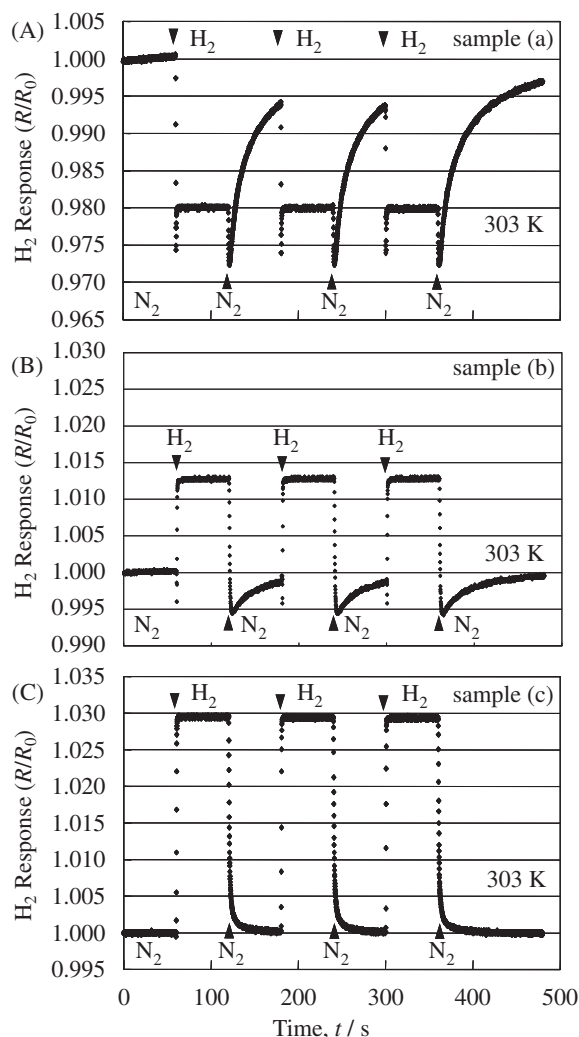 (A)
H₂ Response (R/R₀)
1.005
1.000
0.995
0.990
0.985
0.980
0.975
0.970
0.965
H₂ H₂ H₂ sample (a)
303 K
N₂ N₂ N₂ N₂
(B)
H₂ Response (R/R₀)
1.030
1.025
1.020
1.015
1.010
1.005
1.000
0.995
0.990
sample (b)
H₂ H₂ H₂
303 K
N₂ N₂ N₂ N₂
(C)
H₂ Response (R/R₀)
1.035
1.030
1.025
1.020
1.015
1.010
1.005
1.000
0.995
H₂ H₂ H₂ sample (c)
303 K
N₂ N₂ N₂ N₂
0 100 200 300 400 500
Time, t / s